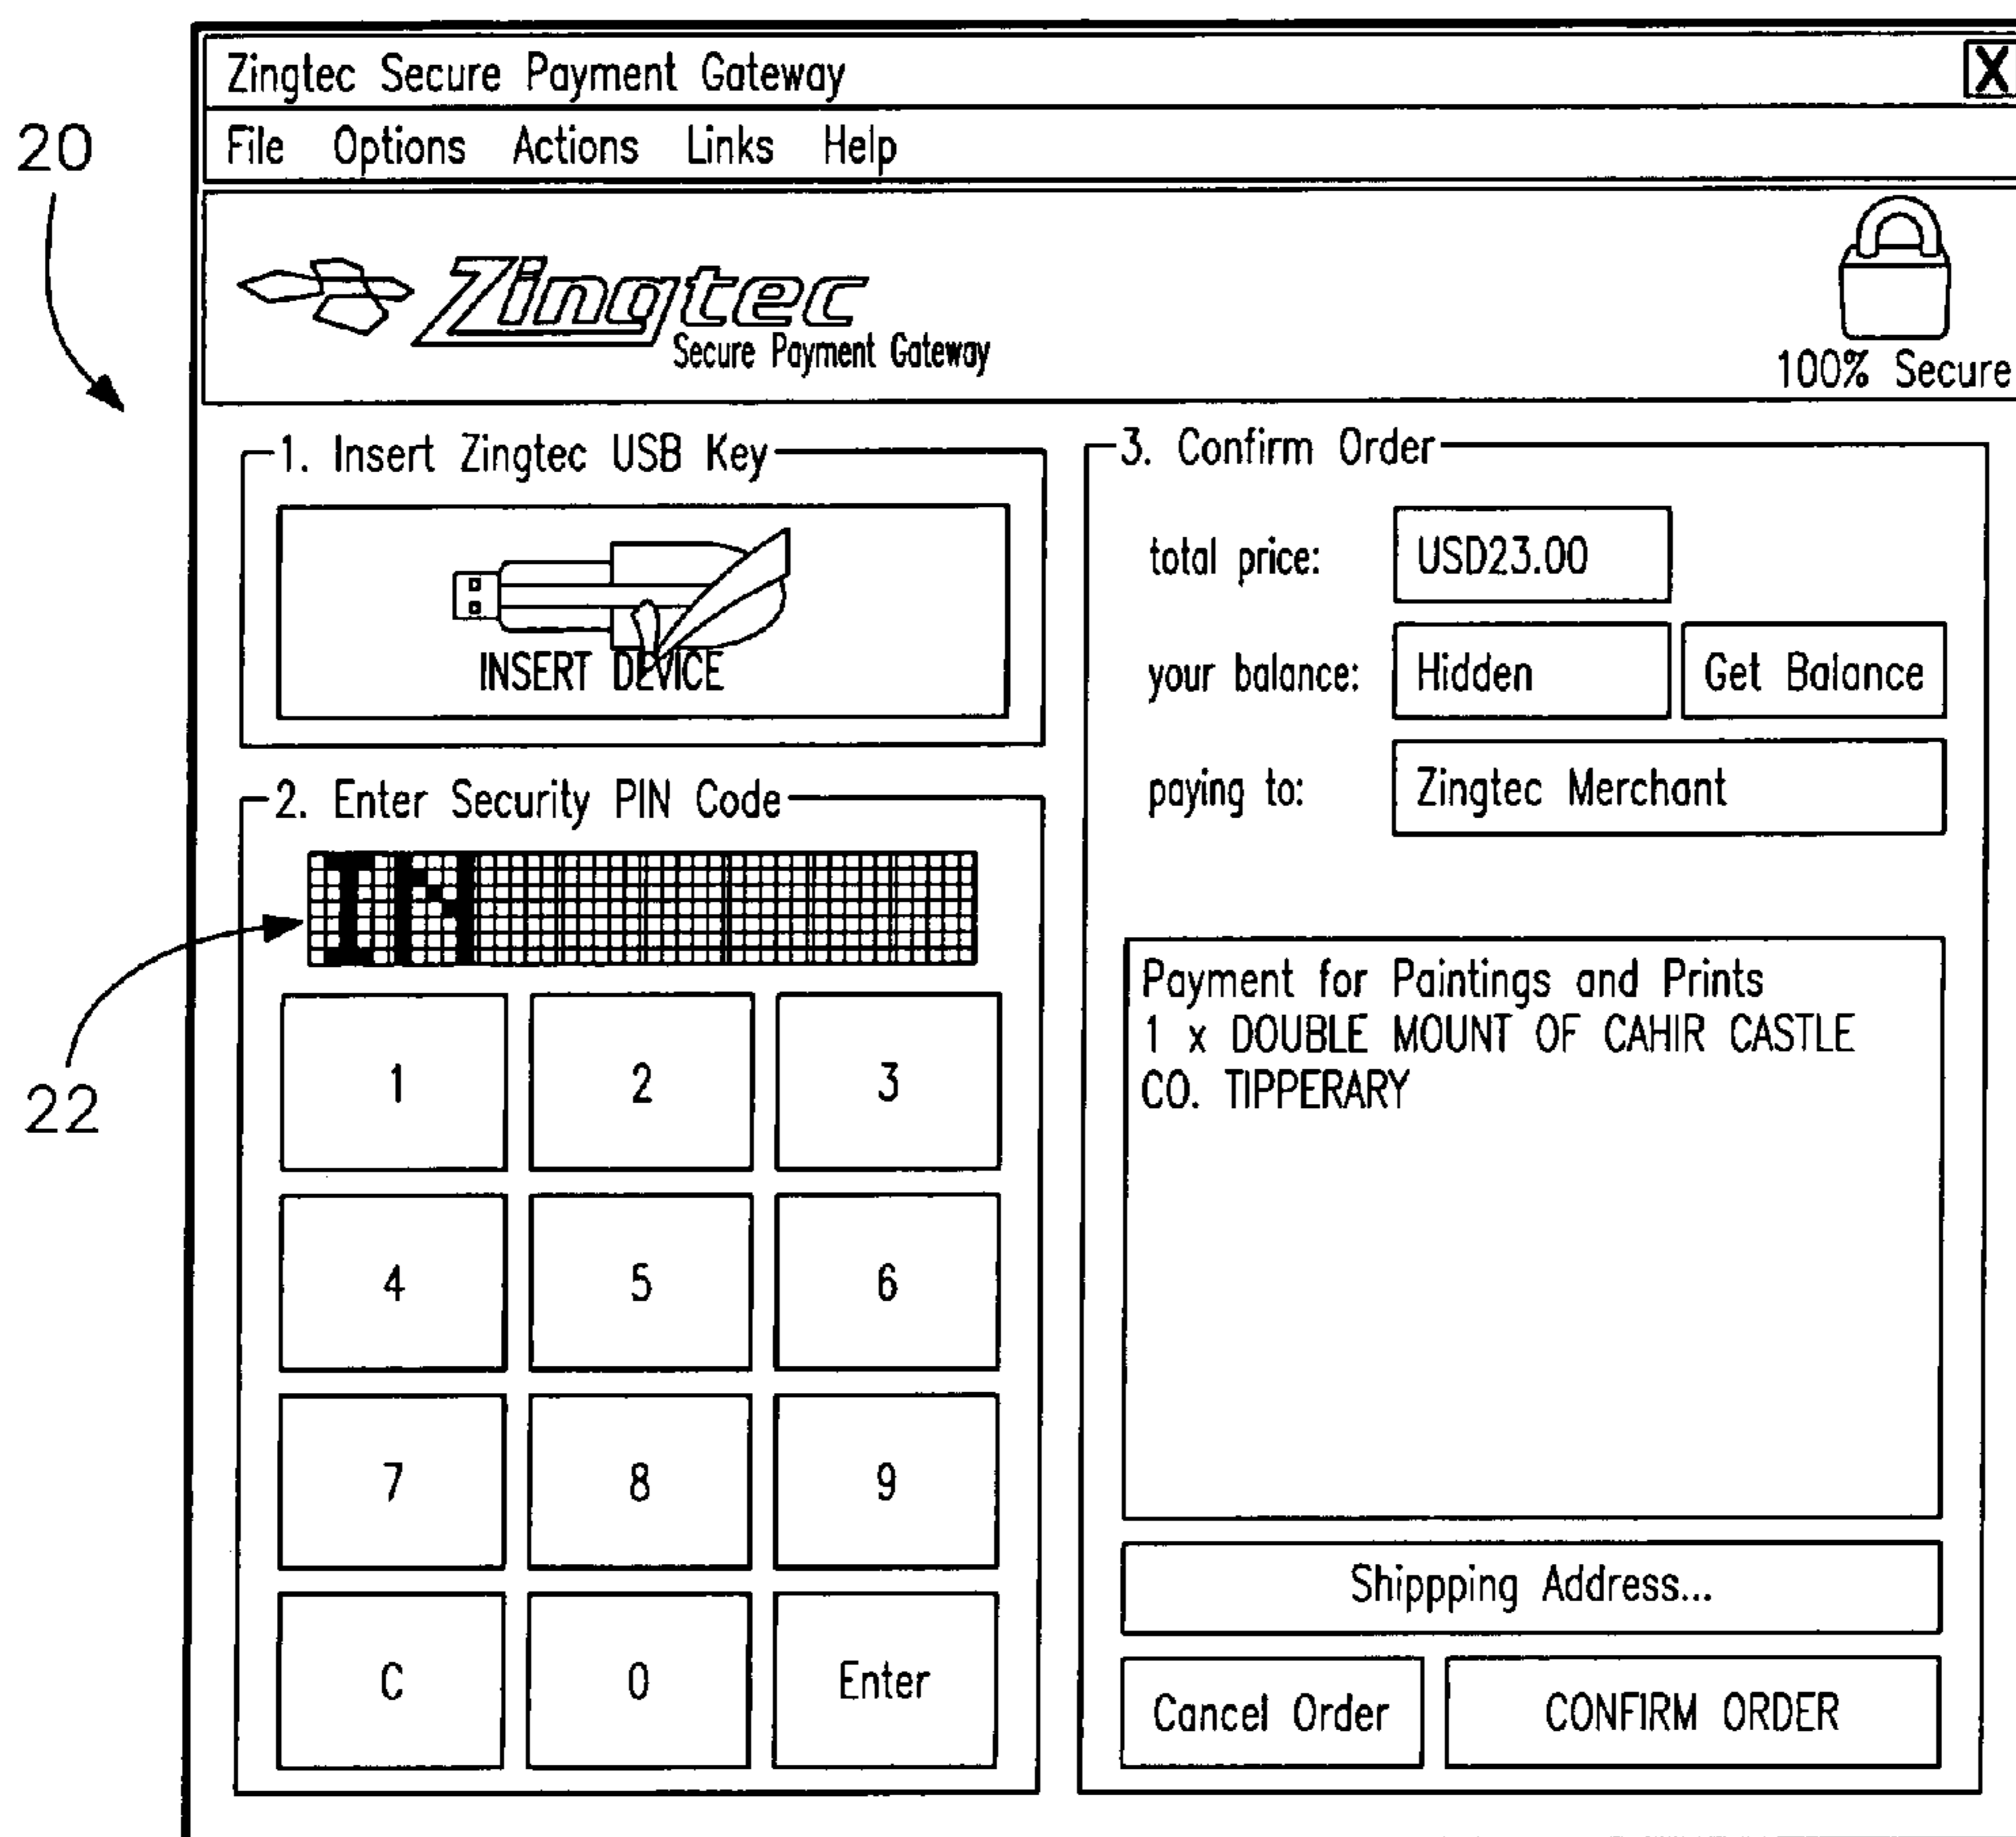 Zingtec Secure Payment Gateway X
File Options Actions Links Help
20
Zingtec
Secure Payment Gateway
100% Secure
1. Insert Zingtec USB Key
INSERT DEVICE
2. Enter Security PIN Code
IN
22
1 2 3
4 5 6
7 8 9
C 0 Enter
3. Confirm Order
total price: USD23.00
your balance: Hidden Get Balance
paying to: Zingtec Merchant
Payment for Paintings and Prints
1 x DOUBLE MOUNT OF CAHIR CASTLE
CO. TIPPERARY
Shippping Address...
Cancel Order CONFIRM ORDER